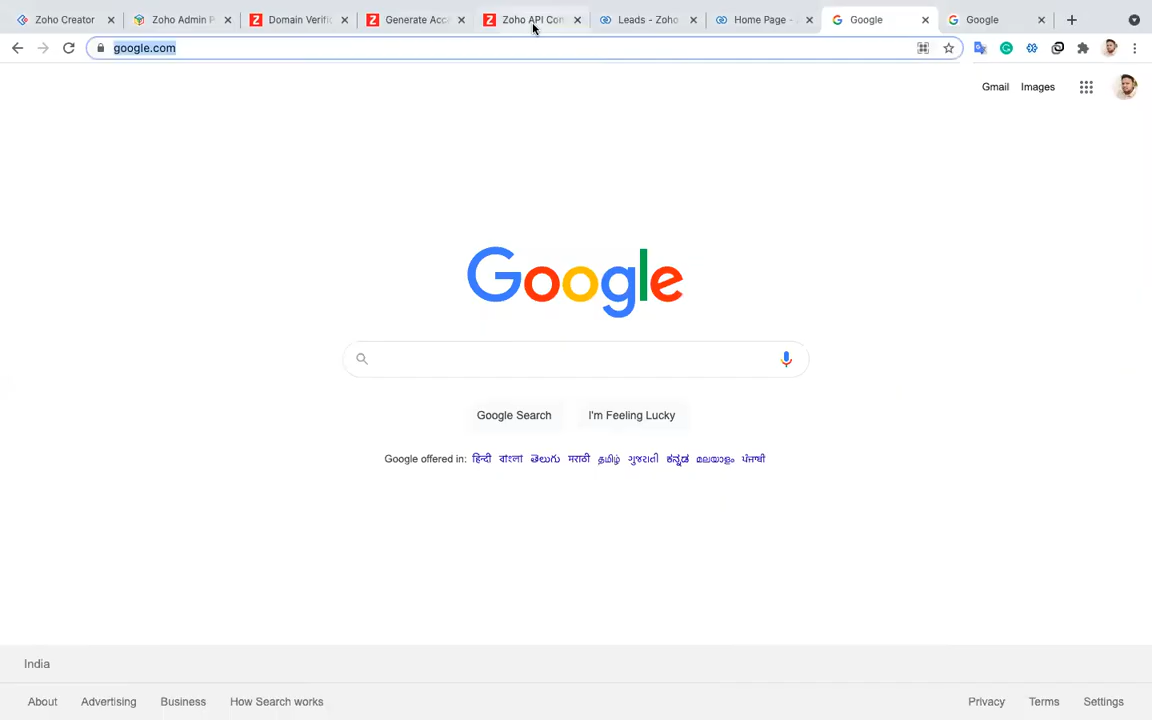 Zoho Creator Zoho Admin P Domain Verific Generate Acc Zoho API Con Leads - Zoho Home Page - Google Google
google.com
Gmail Images
Google
Google Search I'm Feeling Lucky
Google offered in: हिन्दी বাংলা తెలుగు मराठी தமிழ் ગુજરાતી ಕನ್ನಡ മലയാളം ਪੰਜਾਬੀ
India
About Advertising Business How Search works Privacy Terms Settings